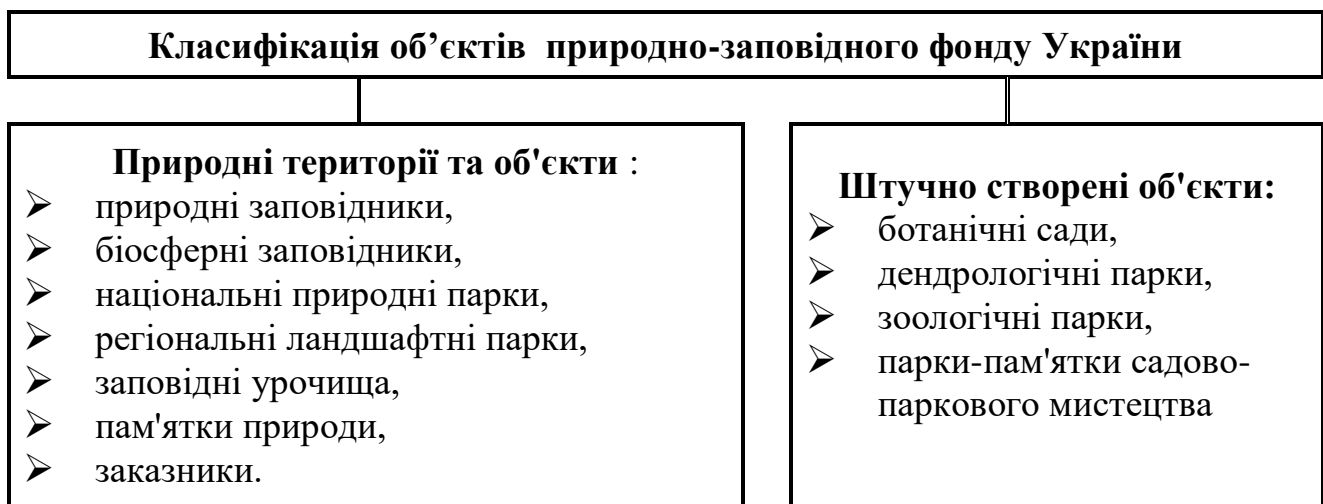 Класифікація об’єктів природно-заповідного фонду України
Природні території та об'єкти :
➢ природні заповідники,
➢ біосферні заповідники,
➢ національні природні парки,
➢ регіональні ландшафтні парки,
➢ заповідні урочища,
➢ пам'ятки природи,
➢ заказники.
Штучно створені об'єкти:
➢ ботанічні сади,
➢ дендрологічні парки,
➢ зоологічні парки,
➢ парки-пам'ятки садово-
паркового мистецтва